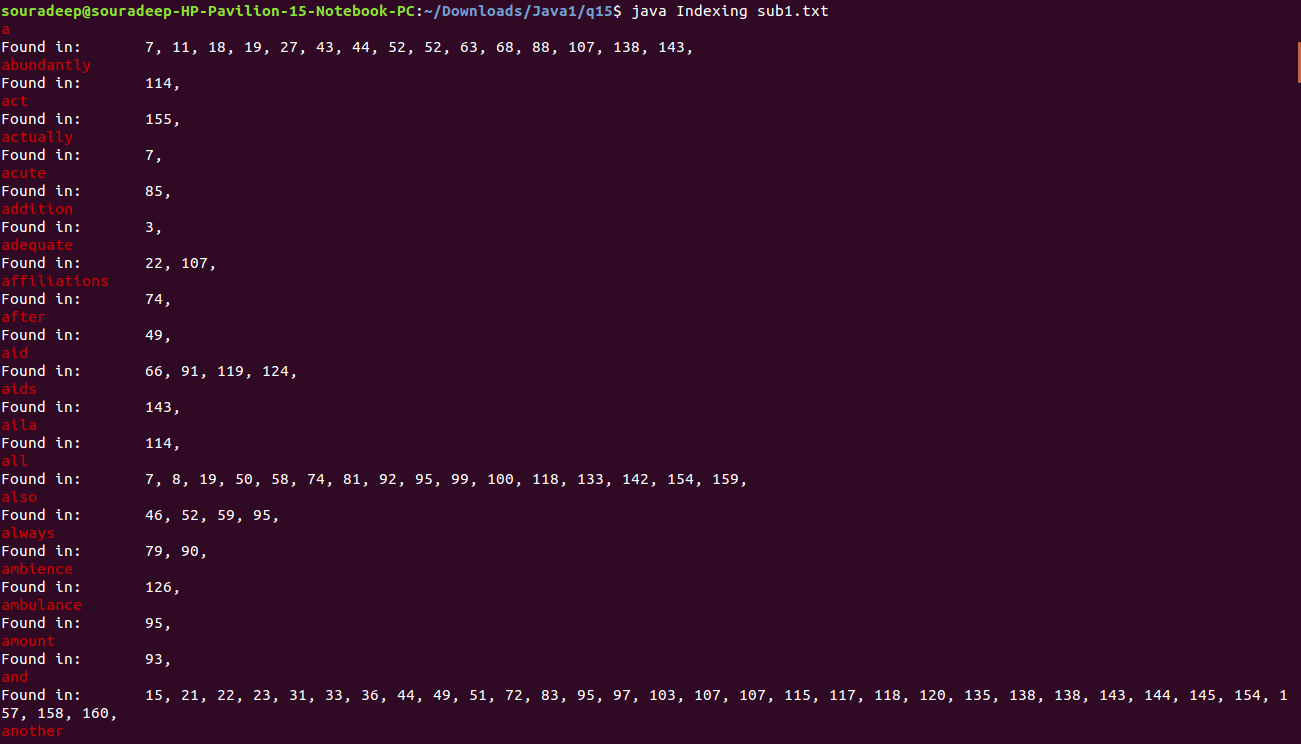 souradeep@souradeep-HP-Pavilion-15-Notebook-PC:~/Downloads/Java1/q15$ java Indexing sub1.txt
a
Found in:       7, 11, 18, 19, 27, 43, 44, 52, 52, 63, 68, 88, 107, 138, 143,
abundantly
Found in:       114,
act
Found in:       155,
actually
Found in:       7,
acute
Found in:       85,
addition
Found in:       3,
adequate
Found in:       22, 107,
affiliations
Found in:       74,
after
Found in:       49,
aid
Found in:       66, 91, 119, 124,
aids
Found in:       143,
aila
Found in:       114,
all
Found in:       7, 8, 19, 50, 58, 74, 81, 92, 95, 99, 100, 118, 133, 142, 154, 159,
also
Found in:       46, 52, 59, 95,
always
Found in:       79, 90,
ambience
Found in:       126,
ambulance
Found in:       95,
amount
Found in:       93,
and
Found in:       15, 21, 22, 23, 31, 33, 36, 44, 49, 51, 72, 83, 95, 97, 103, 107, 107, 115, 117, 118, 120, 135, 138, 138, 143, 144, 145, 154, 1
57, 158, 160,
another